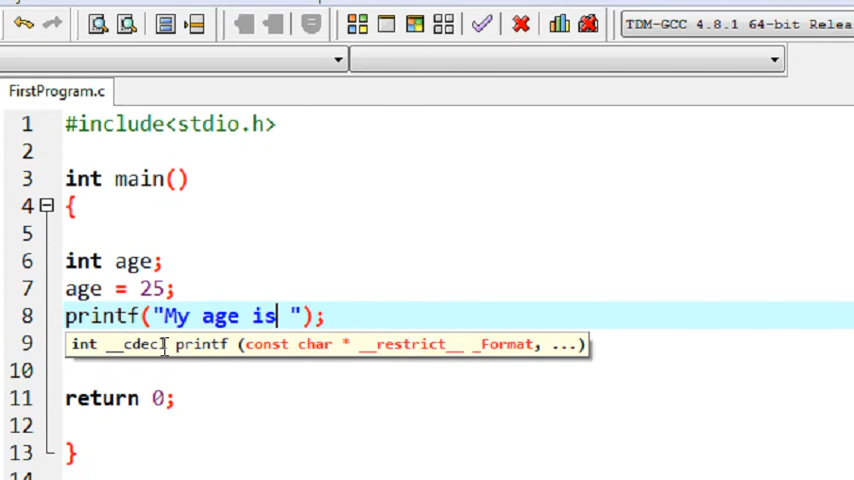 TDM-GCC 4.8.1 64-bit Relea
FirstProgram.c
1 #include<stdio.h>
2
3 int main()
4 {
5
6 int age;
7 age = 25;
8 printf("My age is ");
9 int __cdecl printf (const char * __restrict__ _Format, ...)
10
11 return 0;
12
13 }
14